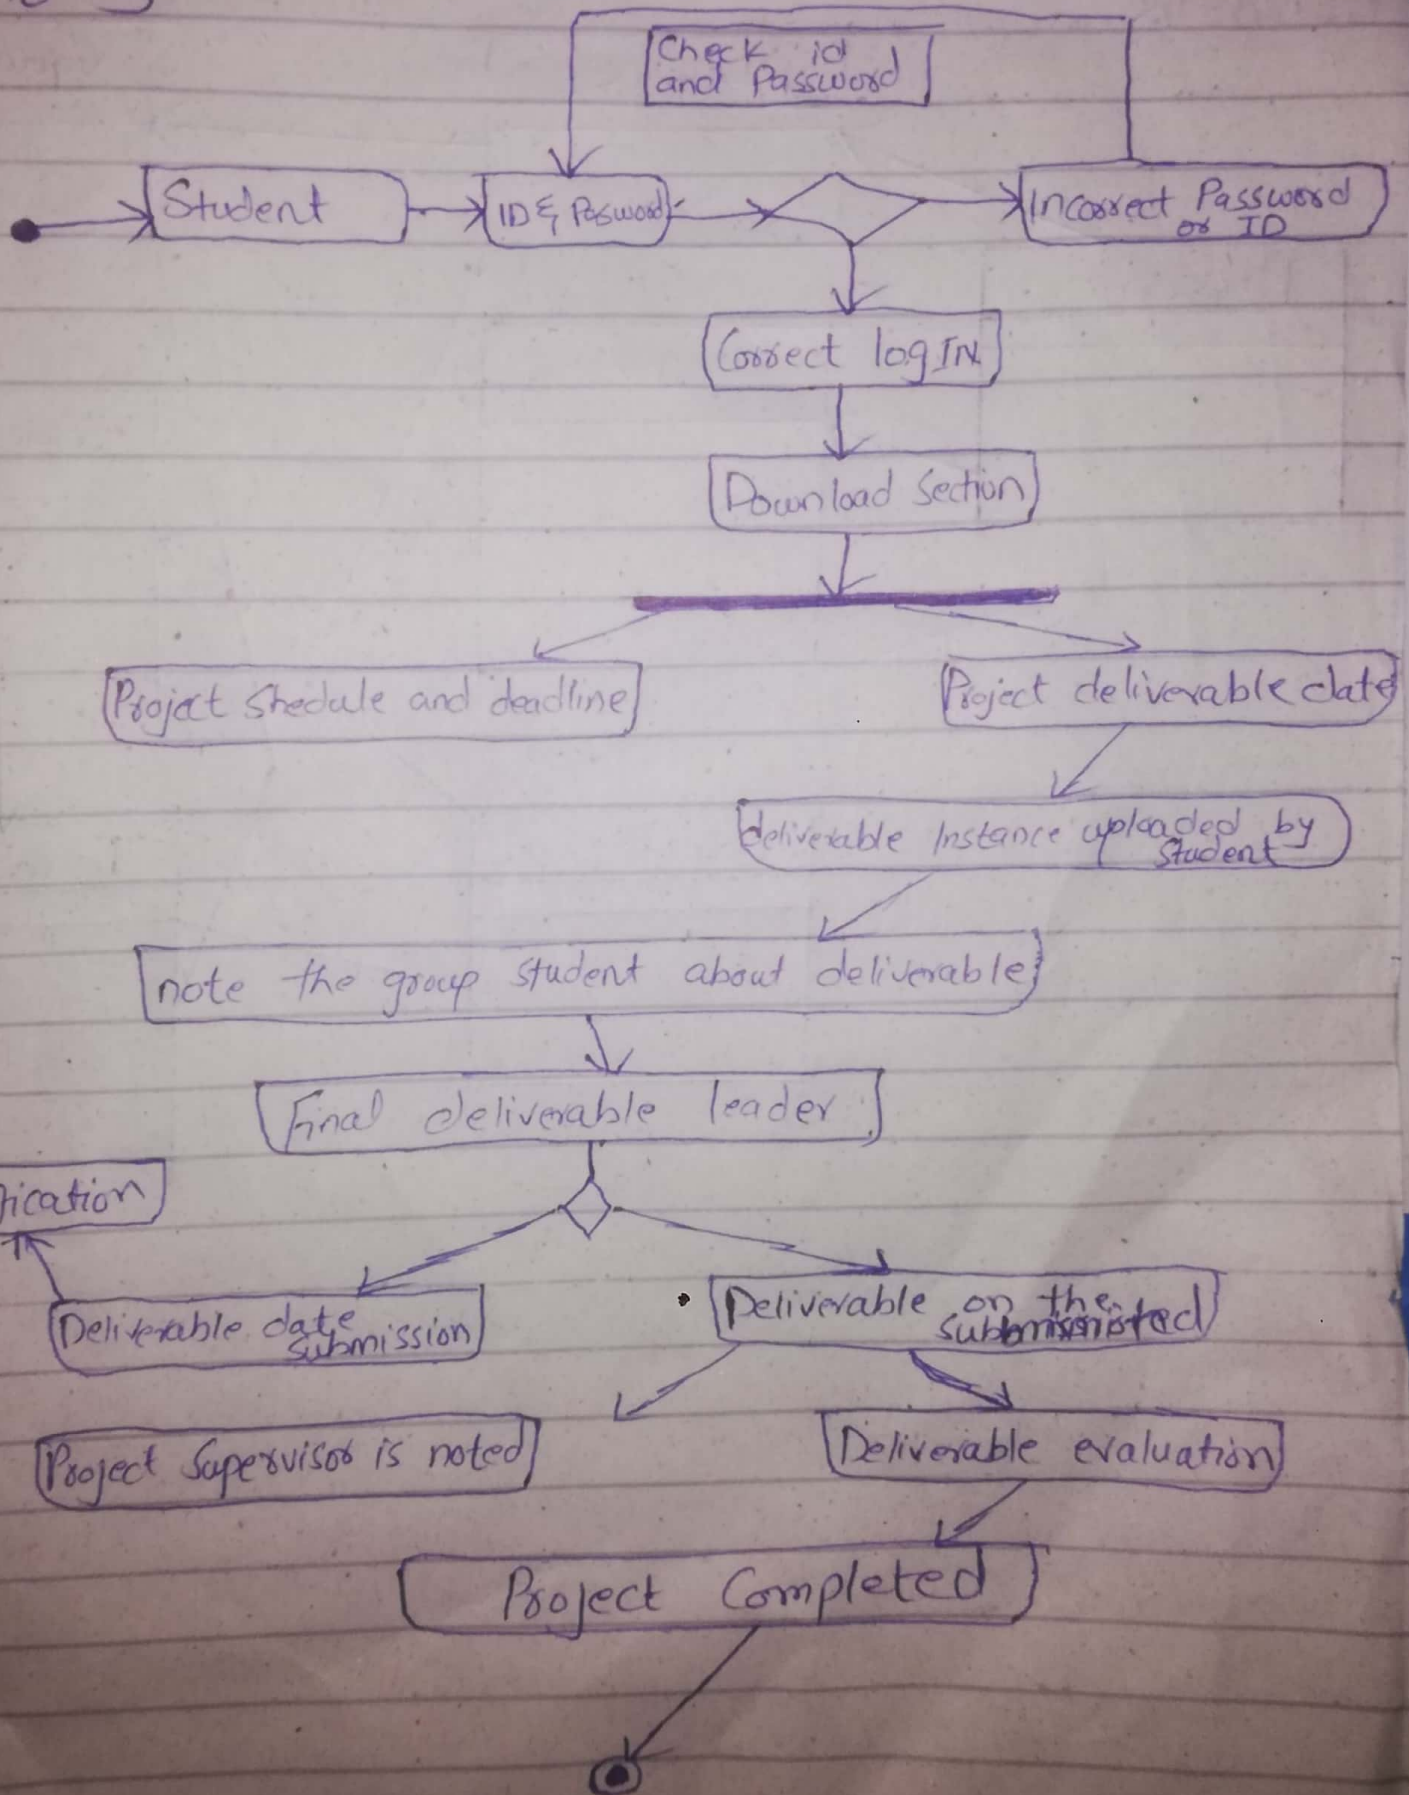 Check id
and Password
Student
ID & Password
Incorrect Password
or ID
Correct logIN
Download Section
Project Shedule and deadline
Project deliverable date
deliverable Instance uploaded by
Student
note the group student about deliverable
Final deliverable leader
ication
Deliverable date
submission
Deliverable on the
Project Supervisor is noted
Deliverable evaluation
Project Completed